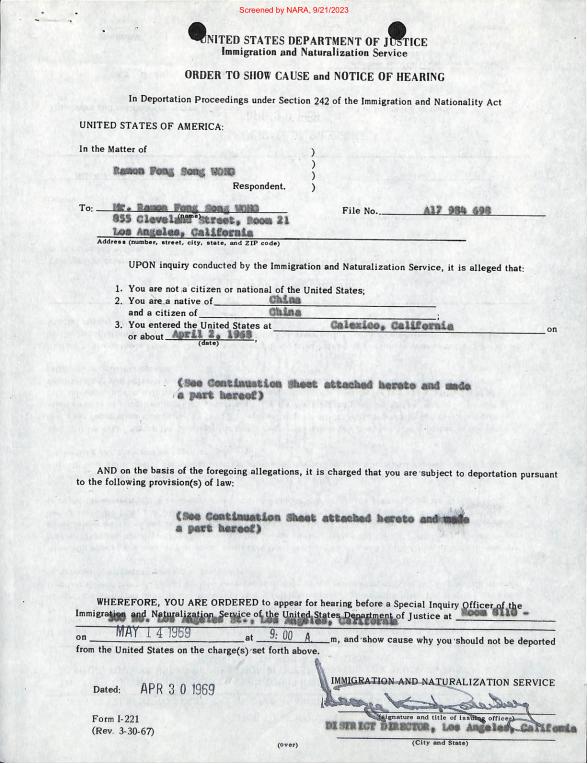 Screened by NARA, 9/21/2023
UNITED STATES DEPARTMENT OF JUSTICE
Immigration and Naturalization Service
ORDER TO SHOW CAUSE and NOTICE OF HEARING
In Deportation Proceedings under Section 242 of the Immigration and Nationality Act
UNITED STATES OF AMERICA:
In the Matter of )
)
Ramon Fong Song WONG )
Respondent. )
To: Mr. Ramon Fong Song WONG File No. A17 984 698
(name)
855 Cleveland Street, Room 21
Los Angeles, California
Address (number, street, city, state, and ZIP code)
UPON inquiry conducted by the Immigration and Naturalization Service, it is alleged that:
1. You are not a citizen or national of the United States;
2. You are a native of China
and a citizen of China ;
3. You entered the United States at Calexico, California on
or about April 2, 1968 .
(date)
(See Continuation Sheet attached hereto and made
a part hereof)
AND on the basis of the foregoing allegations, it is charged that you are subject to deportation pursuant
to the following provision(s) of law:
(See Continuation Sheet attached hereto and made
a part hereof)
WHEREFORE, YOU ARE ORDERED to appear for hearing before a Special Inquiry Officer of the
Immigration and Naturalization Service of the United States Department of Justice at Room 8110 -
300 No. Los Angeles St., Los Angeles, California
on MAY 14 1969 at 9:00 A m, and show cause why you should not be deported
from the United States on the charge(s) set forth above.
IMMIGRATION AND NATURALIZATION SERVICE
Dated: APR 30 1969
(signature and title of issuing officer)
Form I-221
DISTRICT DIRECTOR, Los Angeles, California
(Rev. 3-30-67)
(City and State)
(over)